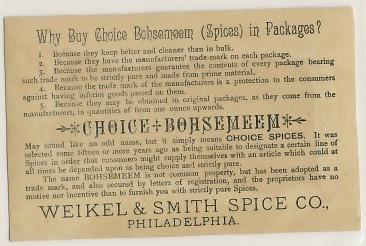 Why Buy Choice Bohsemeem (Spices) in Packages?
1. Because they keep better and cleaner than in bulk.
2. Because they have the manufacturers' trade-mark on each package.
3. Because the manufacturers guarantee the contents of every package bearing
such trade mark to be strictly pure and made from prime material.
4. Because the trade mark of the manufacturers is a protection to the consumers
against having inferior goods passed on them.
5. Because they may be obtained in original packages, as they come from the
manufacturers, in quantities of from one ounce upwards.
CHOICE BOHSEMEEM
May sound like an odd name, but it simply means CHOICE SPICES. It was
selected some fifteen or more years ago as being suitable to designate a certain line of
Spices in order that consumers might supply themselves with an article which could at
all times be depended upon as being choice and strictly pure.
The name BOHSEMEEM is not common property, but has been adopted as a
trade mark, and also secured by letters of registration, and the proprietors have no
motive nor incentive than to furnish you with strictly pure Spices.
WEIKEL & SMITH SPICE CO.,
PHILADELPHIA.